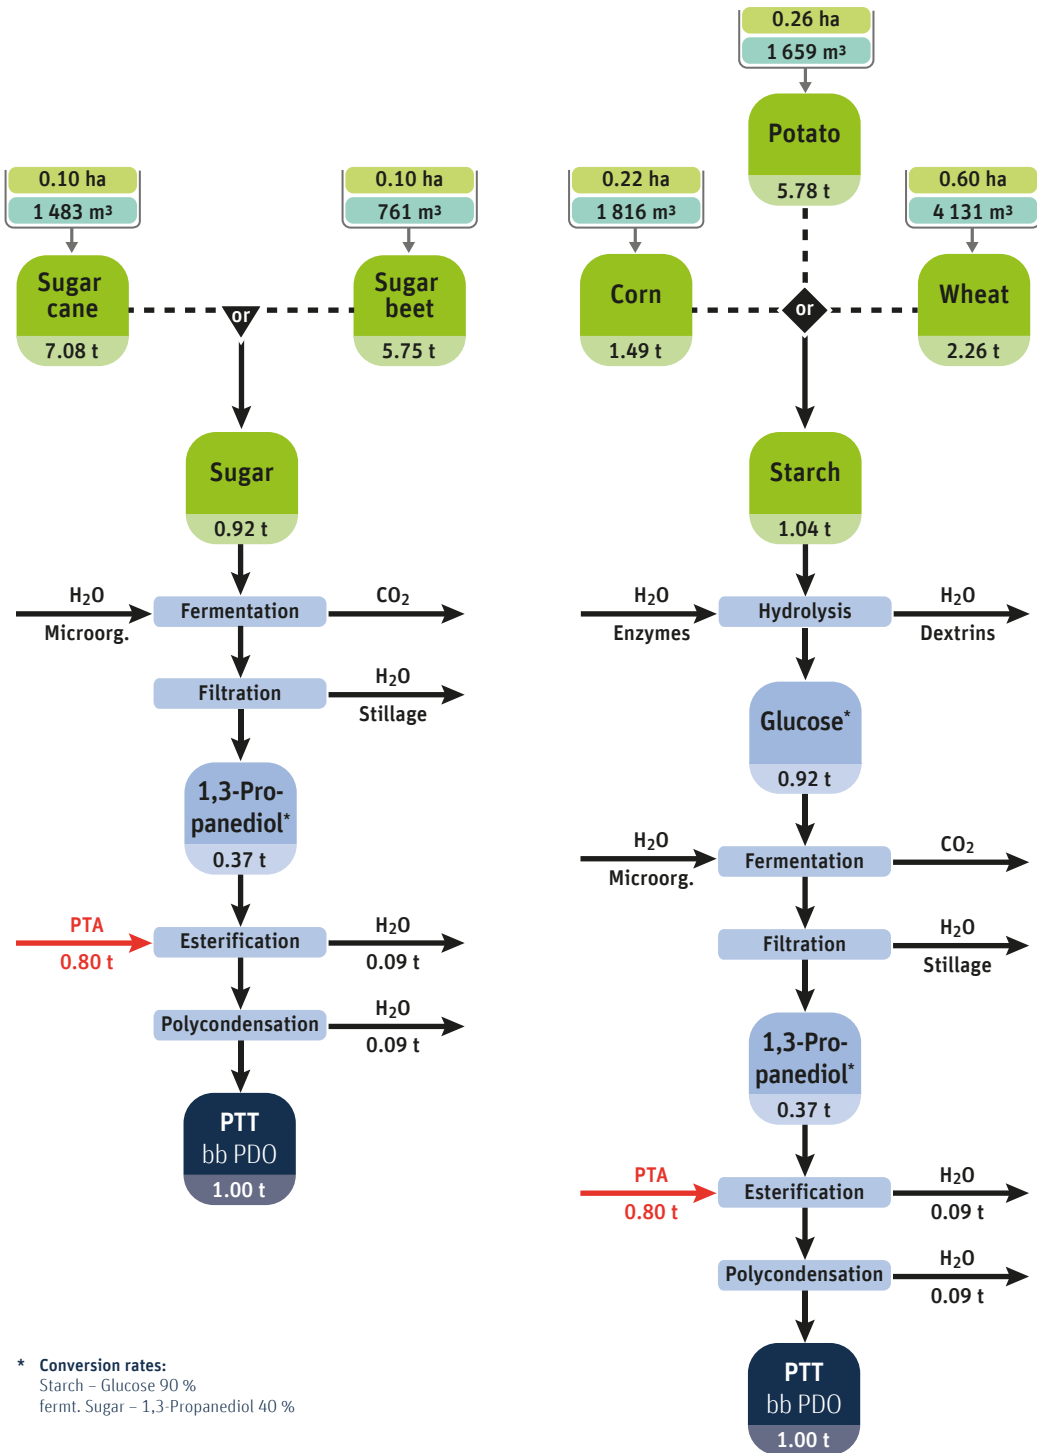 0.10 ha
1 483 m³
Sugar
cane
7.08 t
or
0.10 ha
761 m³
Sugar
beet
5.75 t
Sugar
0.92 t
H₂O
Microorg.
Fermentation
CO₂
Filtration
H₂O
Stillage
1,3-Pro-
panediol*
0.37 t
PTA
0.80 t
Esterification
H₂O
0.09 t
Polycondensation
H₂O
0.09 t
PTT
bb PDO
1.00 t
0.26 ha
1 659 m³
Potato
5.78 t
0.22 ha
1 816 m³
Corn
1.49 t
or
0.60 ha
4 131 m³
Wheat
2.26 t
Starch
1.04 t
H₂O
Enzymes
Hydrolysis
H₂O
Dextrins
Glucose*
0.92 t
H₂O
Microorg.
Fermentation
CO₂
Filtration
H₂O
Stillage
1,3-Pro-
panediol*
0.37 t
PTA
0.80 t
Esterification
H₂O
0.09 t
Polycondensation
H₂O
0.09 t
PTT
bb PDO
1.00 t
* Conversion rates:
Starch – Glucose 90 %
fermt. Sugar – 1,3-Propanediol 40 %